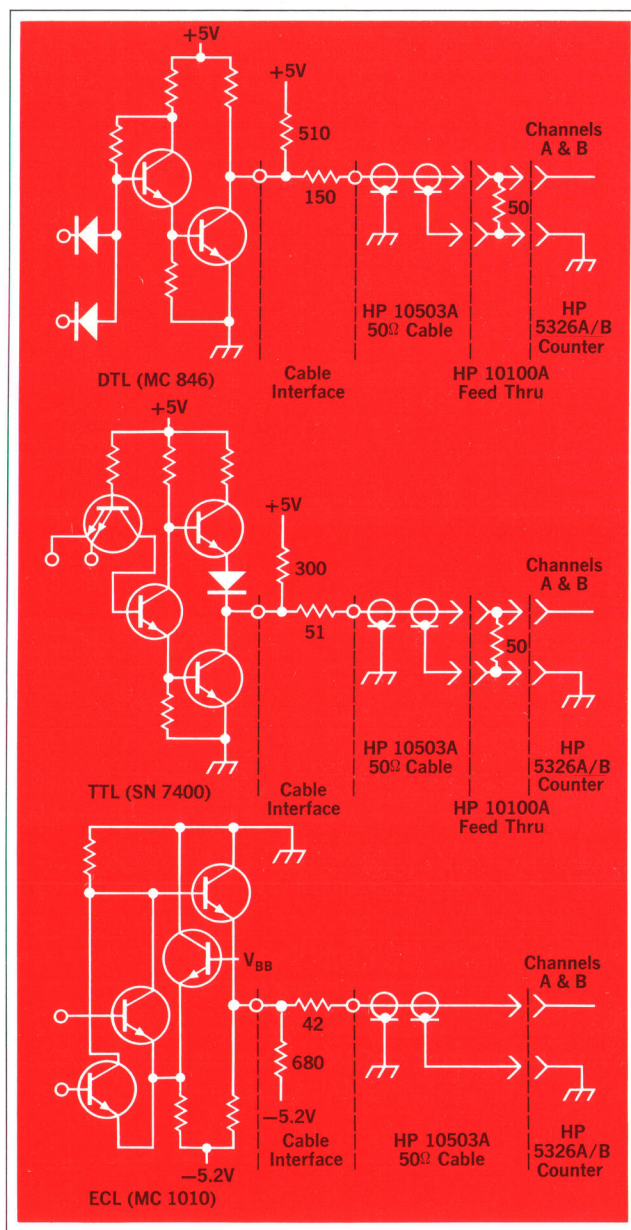 +5V
+5V
510
150
Channels
A & B
50
HP 10503A
50Ω Cable
HP
5326A/B
Counter
Cable
Interface
HP 10100A
Feed Thru
DTL (MC 846)
+5V
+5V
300
51
Channels
A & B
50
HP 10503A
50Ω Cable
HP
5326A/B
Counter
Cable
Interface
HP 10100A
Feed Thru
TTL (SN 7400)
VBB
Channels
A & B
42
680
−5.2V
Cable
Interface
HP 10503A
50Ω Cable
HP
5326A/B
Counter
−5.2V
ECL (MC 1010)